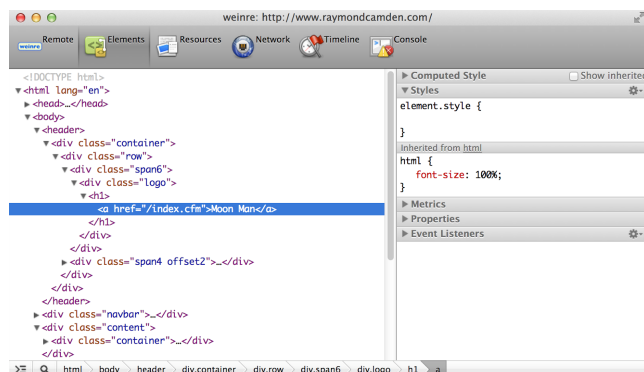 weinre: http://www.raymondcamden.com/
weinre Remote Elements Resources Network Timeline Console
<!DOCTYPE html>
▼<html lang="en">
▶<head>…</head>
▼<body>
▼<header>
▼<div class="container">
▼<div class="row">
▼<div class="span6">
▼<div class="logo">
▼<h1>
<a href="/index.cfm">Moon Man</a>
</h1>
</div>
</div>
▶<div class="span4 offset2">…</div>
</div>
</div>
</header>
▶<div class="navbar">…</div>
▼<div class="content">
▶<div class="container">…</div>
</div>
▶ Computed Style Show inherited
▼ Styles
element.style {
}
Inherited from html
html {
font-size: 100%;
}
▶ Metrics
▶ Properties
▶ Event Listeners
html body header div.container div.row div.span6 div.logo h1 a